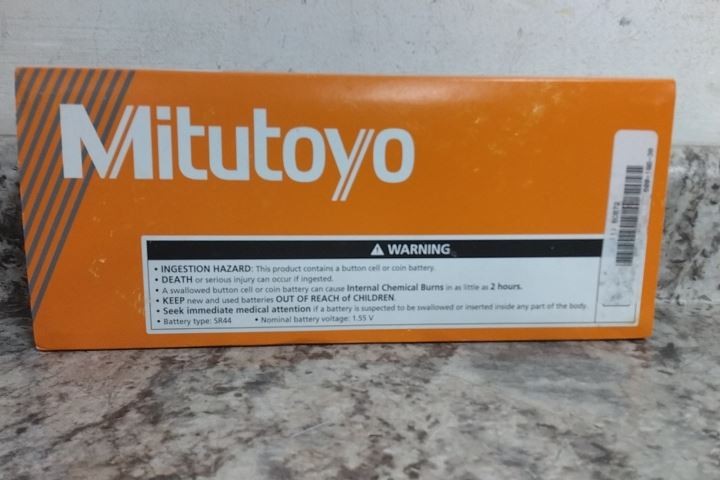 Mitutoyo
⚠ WARNING
• INGESTION HAZARD: This product contains a button cell or coin battery.
• DEATH or serious injury can occur if ingested.
• A swallowed button cell or coin battery can cause Internal Chemical Burns in as little as 2 hours.
• KEEP new and used batteries OUT OF REACH of CHILDREN.
• Seek immediate medical attention if a battery is suspected to be swallowed or inserted inside any part of the body.
• Battery type: SR44 • Nominal battery voltage: 1.55 V
500-196-30